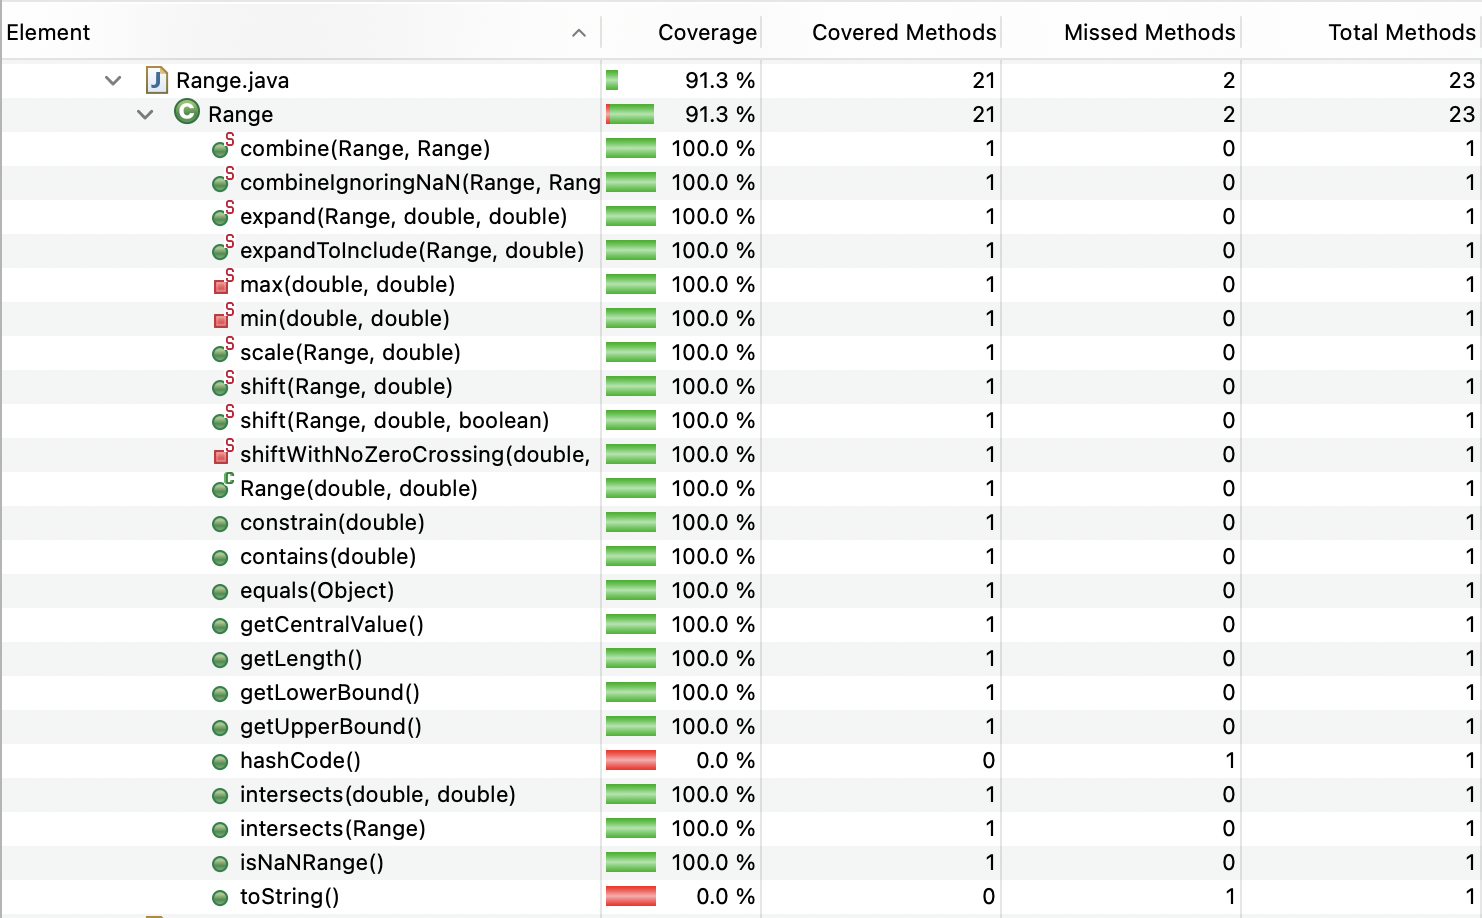 Element Coverage Covered Methods Missed Methods Total Methods
J Range.java 91.3 % 21 2 23
C Range 91.3 % 21 2 23
S combine(Range, Range) 100.0 % 1 0 1
S combineIgnoringNaN(Range, Rang 100.0 % 1 0 1
S expand(Range, double, double) 100.0 % 1 0 1
S expandToInclude(Range, double) 100.0 % 1 0 1
S max(double, double) 100.0 % 1 0 1
S min(double, double) 100.0 % 1 0 1
S scale(Range, double) 100.0 % 1 0 1
S shift(Range, double) 100.0 % 1 0 1
S shift(Range, double, boolean) 100.0 % 1 0 1
S shiftWithNoZeroCrossing(double, 100.0 % 1 0 1
C Range(double, double) 100.0 % 1 0 1
constrain(double) 100.0 % 1 0 1
contains(double) 100.0 % 1 0 1
equals(Object) 100.0 % 1 0 1
getCentralValue() 100.0 % 1 0 1
getLength() 100.0 % 1 0 1
getLowerBound() 100.0 % 1 0 1
getUpperBound() 100.0 % 1 0 1
hashCode() 0.0 % 0 1 1
intersects(double, double) 100.0 % 1 0 1
intersects(Range) 100.0 % 1 0 1
isNaNRange() 100.0 % 1 0 1
toString() 0.0 % 0 1 1